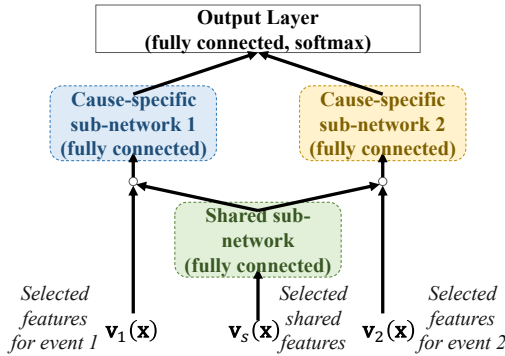 Output Layer
(fully connected, softmax)
Cause-specific
sub-network 1
(fully connected)
Cause-specific
sub-network 2
(fully connected)
Shared sub-
network
(fully connected)
Selected
features
for event 1
v₁(x)
vₛ(x)
Selected
shared
features
v₂(x)
Selected
features
for event 2